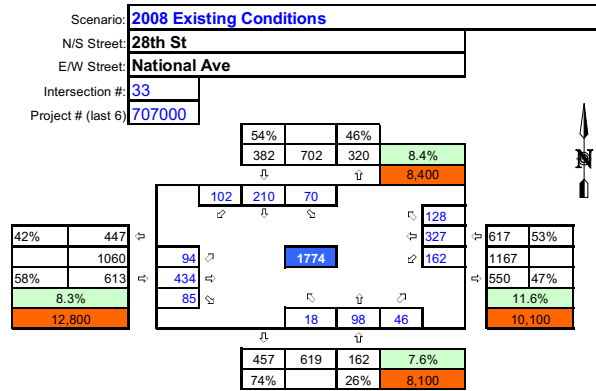 Scenario: 2008 Existing Conditions
N/S Street: 28th St
E/W Street: National Ave
Intersection #: 33
Project # (last 6) 707000
54% 46%
382 702 320 8.4%
⇩ ⇧ 8,400
N
102 210 70
⬃ ⇩ ⬂
⬁ 128
42% 447 ⇦ ⇦ 327 ⇦ 617 53%
1060 94 ⬀ 1774 ⬃ 162 1167
58% 613 ⇨ 434 ⇨ ⇨ 550 47%
8.3% 85 ⬂ ⬁ ⇧ ⬀ 11.6%
12,800 18 98 46 10,100
⇩ ⇧
457 619 162 7.6%
74% 26% 8,100